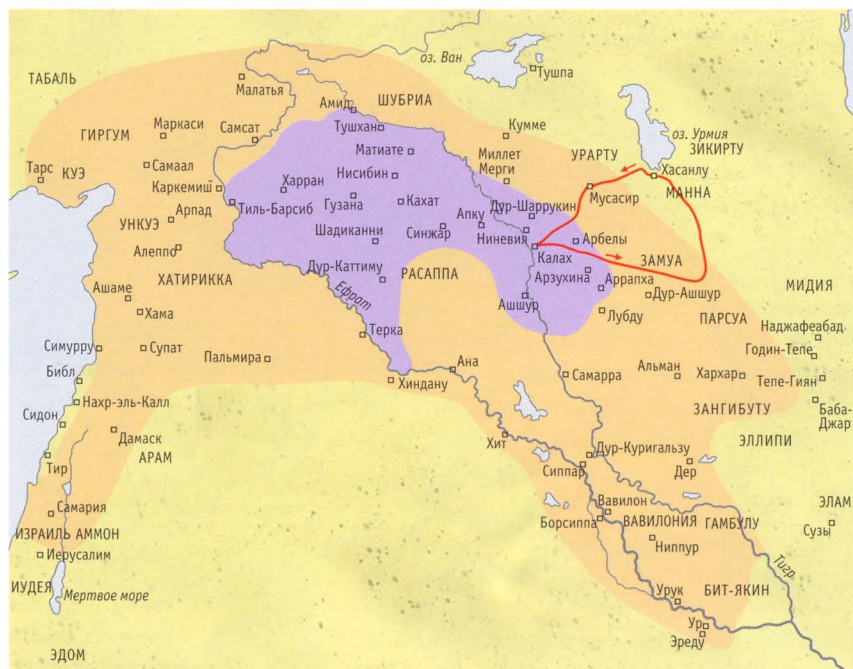 оз. Ван
Тушпа
ТАБАЛЬ
Малатья
Амид
ШУБРИА
ГИРГУМ
Маркаси
Самсат
Тушхан
Кумме
Матиате
оз. Урмия
ЗИКИРТУ
Миллет
Мерги
УРАРТУ
Тарс
КУЭ
Самаал
Каркемиш
Харран
Нисибин
Хасанлу
МАННА
Мусасир
УНКУЭ
Арпад
Тиль-Барсиб
Гузана
Кахат
Апку
Дур-Шаррукин
Шадиканни
Синжар
Ниневия
Арбелы
Алеппо
Калах
ЗАМУА
ХАТИРИККА
Дур-Каттиму
РАСАППА
Арзухина
Аррапха
МИДИЯ
Ашаме
Ефрат
Ашшур
Дур-Ашшур
Хама
Лубду
ПАРСУА
Наджафеабад
Терка
Симурру
Супат
Пальмира
Годин-Тепе
Ана
Самарра
Альман
Хархар
Тепе-Гиян
Библ
Хиндану
Нахр-эль-Калл
ЗАНГИБУТУ
Баба-
Джарт
Сидон
Дамаск
Хит
ЭЛЛИПИ
АРАМ
Дур-Куригальзу
Тир
Сиппар
Дер
Самария
Вавилон
ЭЛАМ
Борсиппа
ВАВИЛОНИЯ
ГАМБУЛУ
Сузы
ИЗРАИЛЬ
АММОН
Иерусалим
Ниппур
Тигр
ИУДЕЯ
Мертвое море
Урук
БИТ-ЯКИН
Ур
Эреду
ЭДОМ